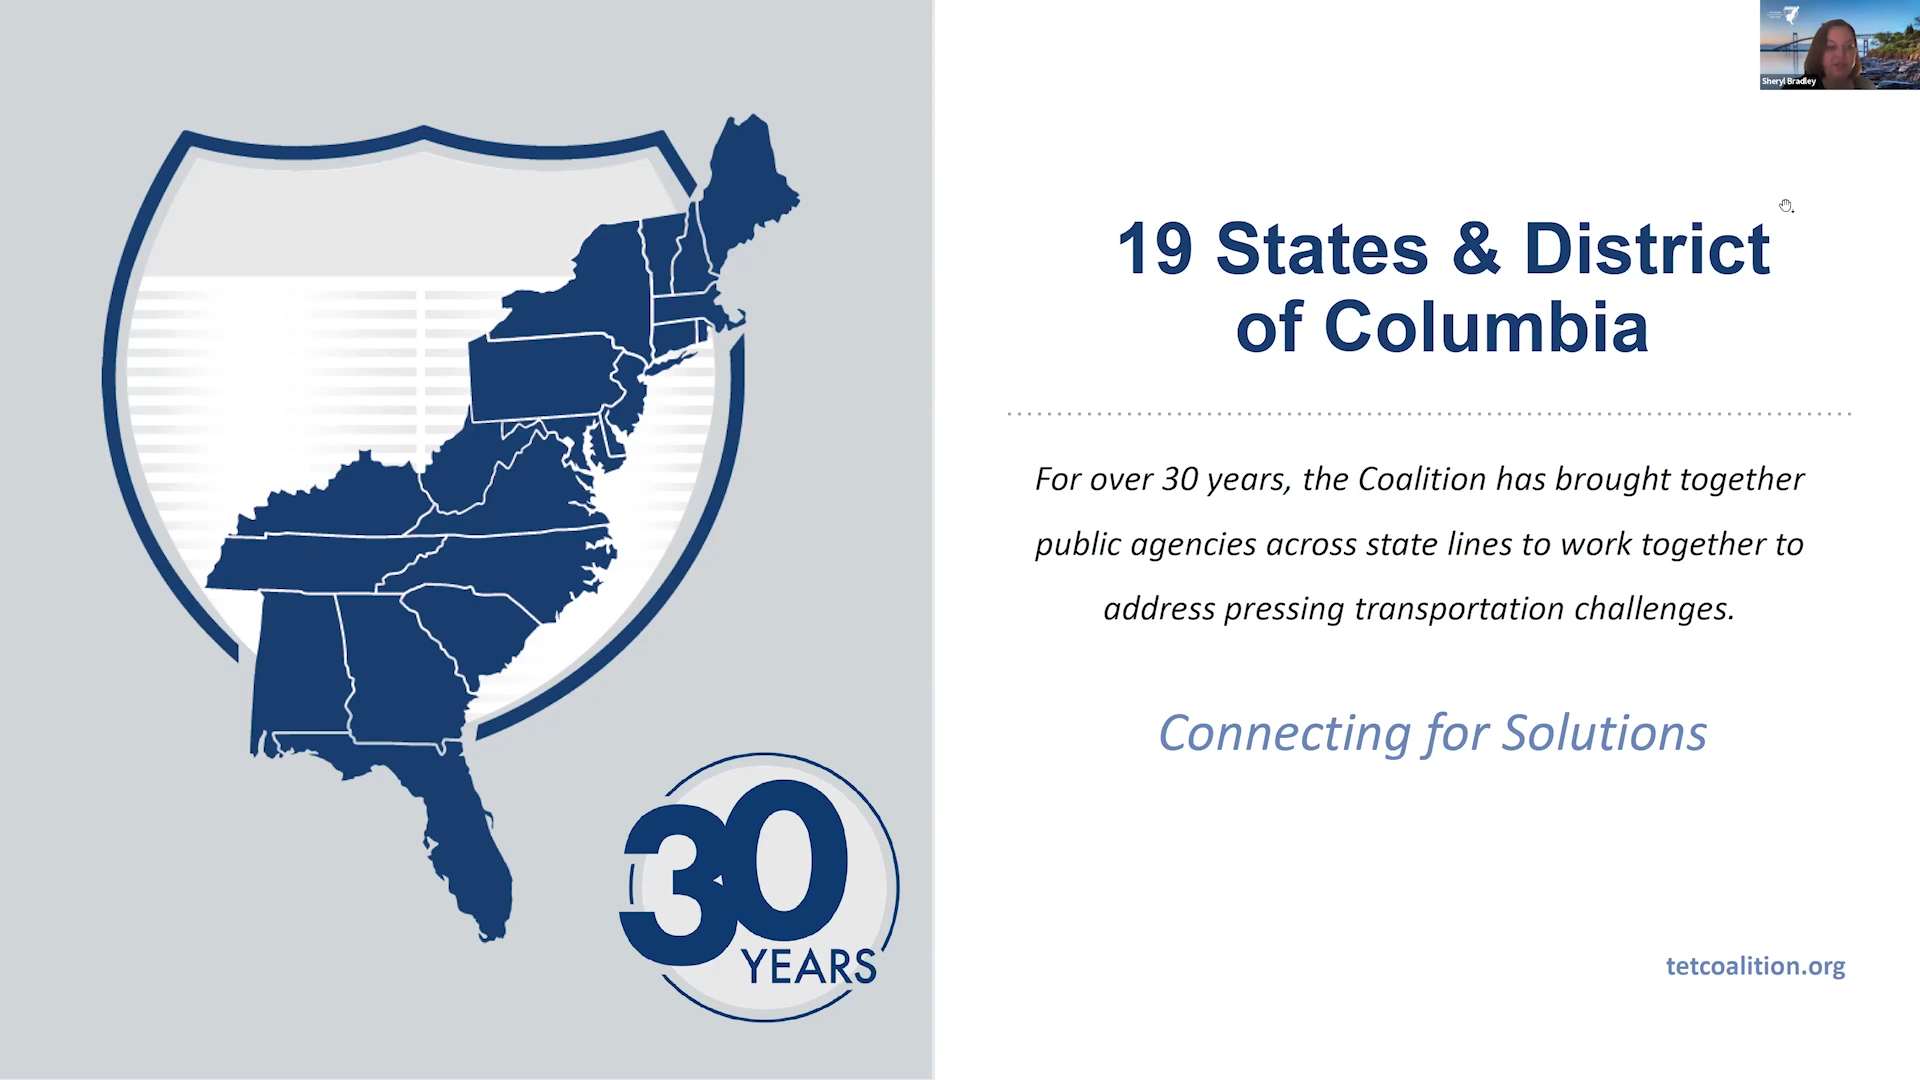 Sheryl Bradley
19 States & District
of Columbia
For over 30 years, the Coalition has brought together
public agencies across state lines to work together to
address pressing transportation challenges.
Connecting for Solutions
30
YEARS
tetcoalition.org